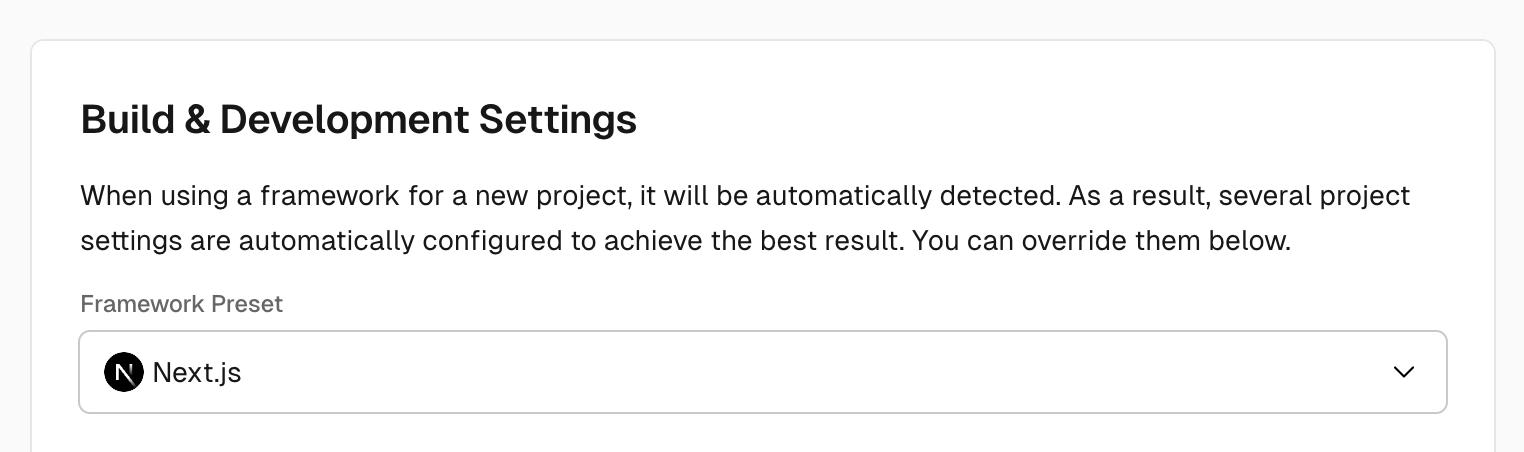 Build & Development Settings
When using a framework for a new project, it will be automatically detected. As a result, several project
settings are automatically configured to achieve the best result. You can override them below.
Framework Preset
N Next.js